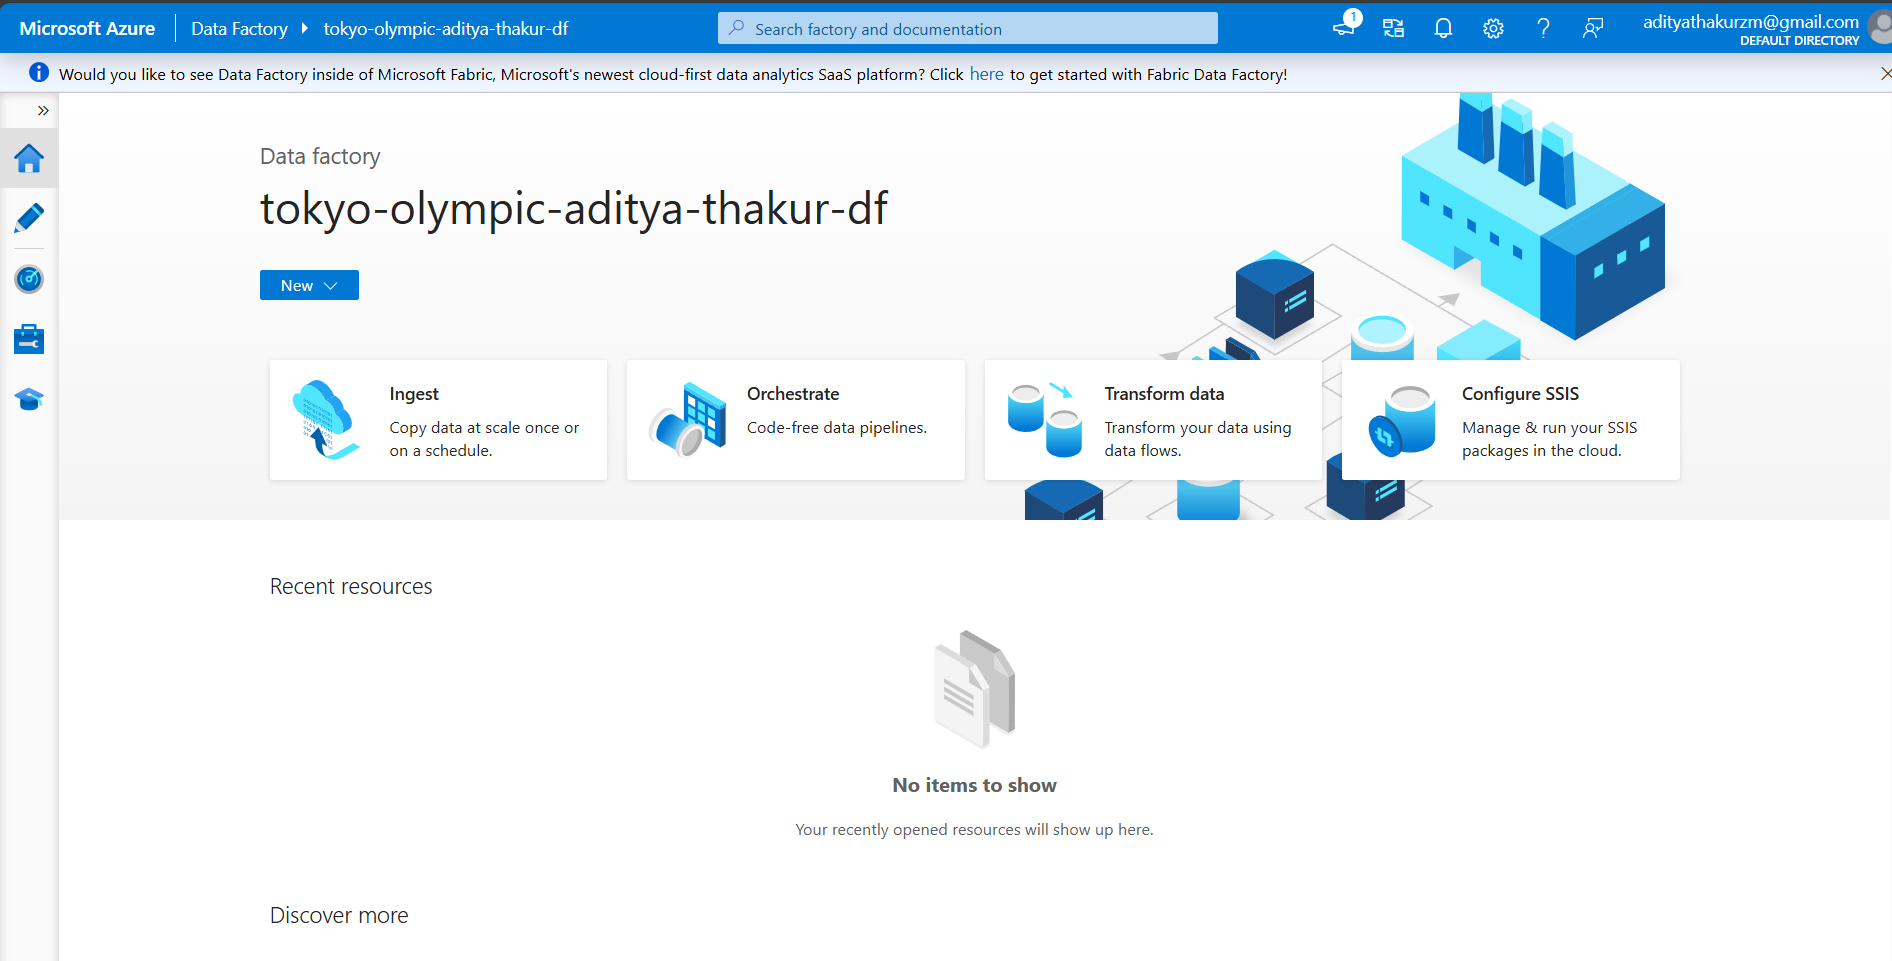 Microsoft Azure
Data Factory
tokyo-olympic-aditya-thakur-df
Search factory and documentation
1
adityathakurzm@gmail.com
DEFAULT DIRECTORY
Would you like to see Data Factory inside of Microsoft Fabric, Microsoft's newest cloud-first data analytics SaaS platform? Click here to get started with Fabric Data Factory!
Data factory
tokyo-olympic-aditya-thakur-df
New
Ingest
Copy data at scale once or
on a schedule.
Orchestrate
Code-free data pipelines.
Transform data
Transform your data using
data flows.
Configure SSIS
Manage & run your SSIS
packages in the cloud.
Recent resources
No items to show
Your recently opened resources will show up here.
Discover more